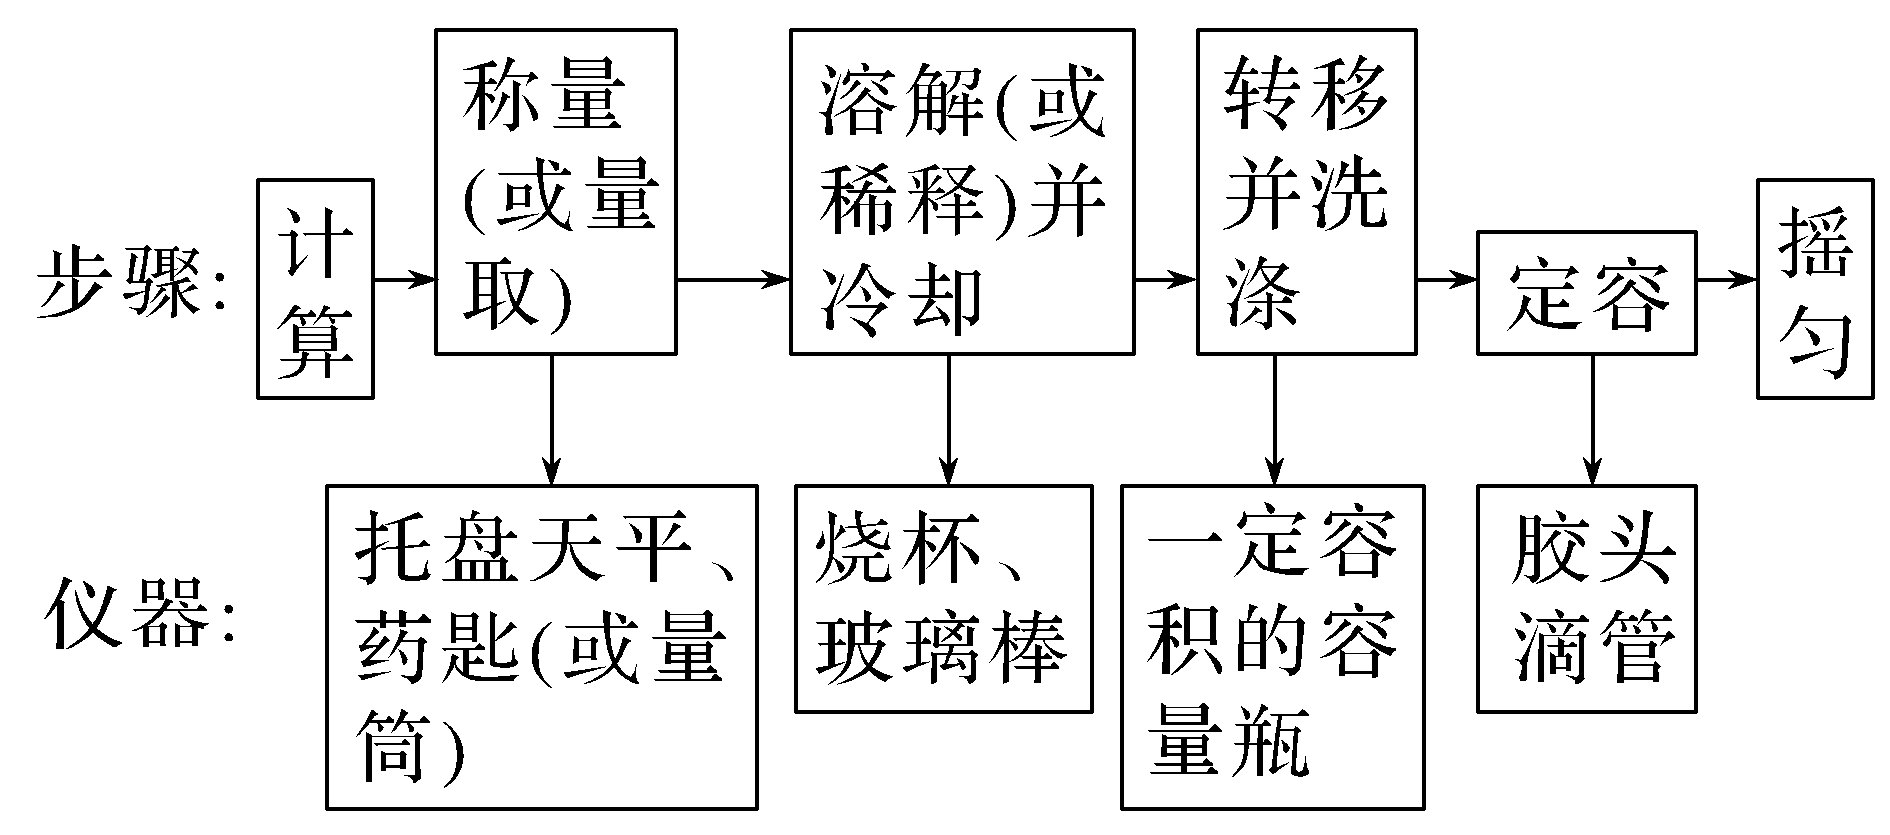 步骤:
计
算
称量
(或量
取)
溶解(或
稀释)并
冷却
转移
并洗
涤
定容
摇
匀
仪器:
托盘天平、
药匙(或量
筒)
烧杯、
玻璃棒
一定容
积的容
量瓶
胶头
滴管